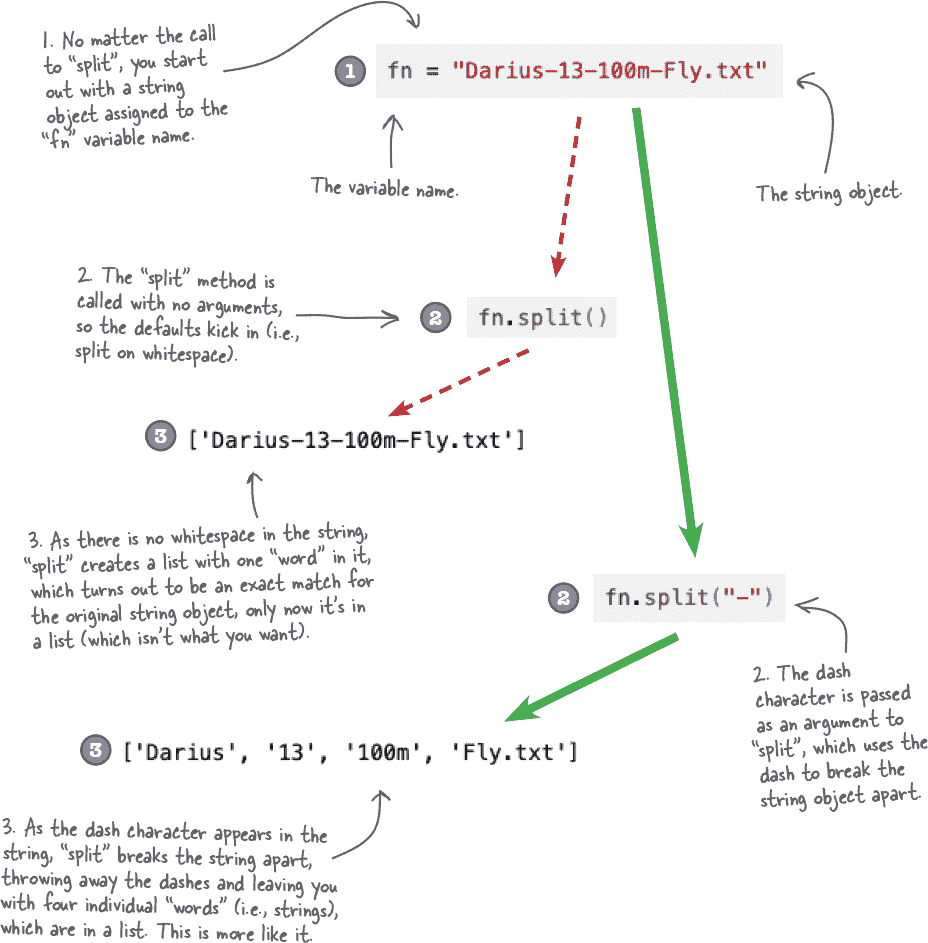 1. No matter the call
to “split”, you start
out with a string
object assigned to the
“fn” variable name.
1
fn = "Darius-13-100m-Fly.txt"
The variable name.
The string object.
2. The “split” method is
called with no arguments,
so the defaults kick in (i.e.,
split on whitespace).
2
fn.split()
3
['Darius-13-100m-Fly.txt']
3. As there is no whitespace in the string,
“split” creates a list with one “word” in it,
which turns out to be an exact match for
the original string object, only now it’s in
a list (which isn’t what you want).
2
fn.split("-")
2. The dash
character is passed
as an argument to
“split”, which uses the
dash to break the
string object apart.
3
['Darius', '13', '100m', 'Fly.txt']
3. As the dash character appears in the
string, “split” breaks the string apart,
throwing away the dashes and leaving you
with four individual “words” (i.e., strings),
which are in a list. This is more like it.